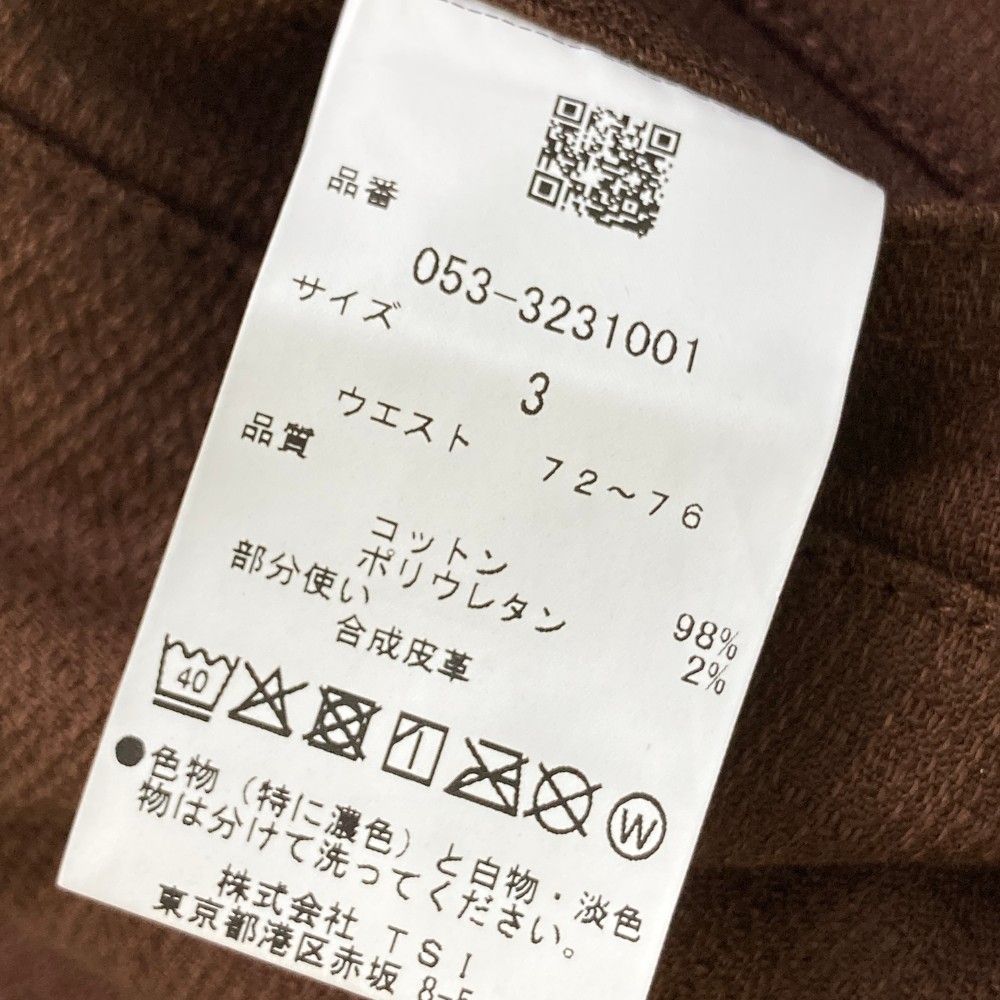 品番
053-3231001
サイズ
3
ウエスト 72～76
品質
コットン 98%
ポリウレタン 2%
部分使い
合成皮革
40
W
●色物（特に濃色）と白物・淡色
物は分けて洗ってください。
株式会社 TSI
東京都港区赤坂 8-5